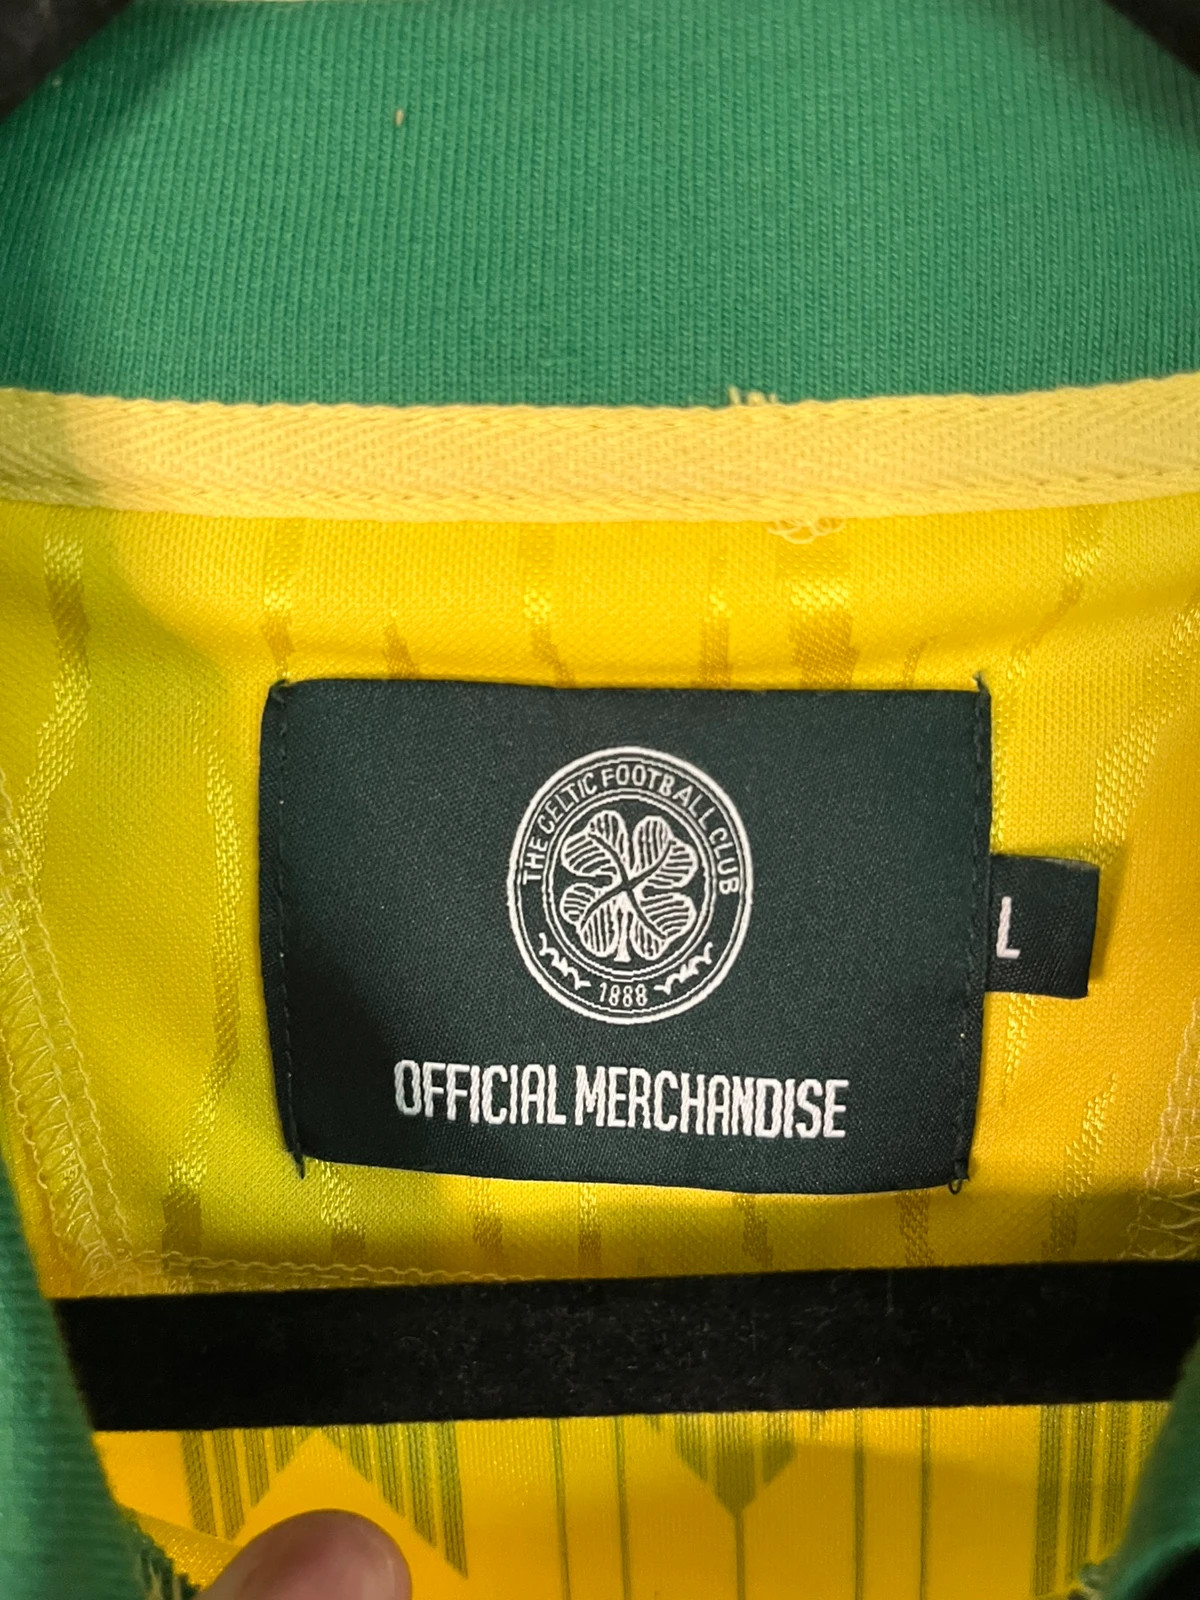 THE CELTIC FOOTBALL CLUB
1888
OFFICIAL MERCHANDISE
L